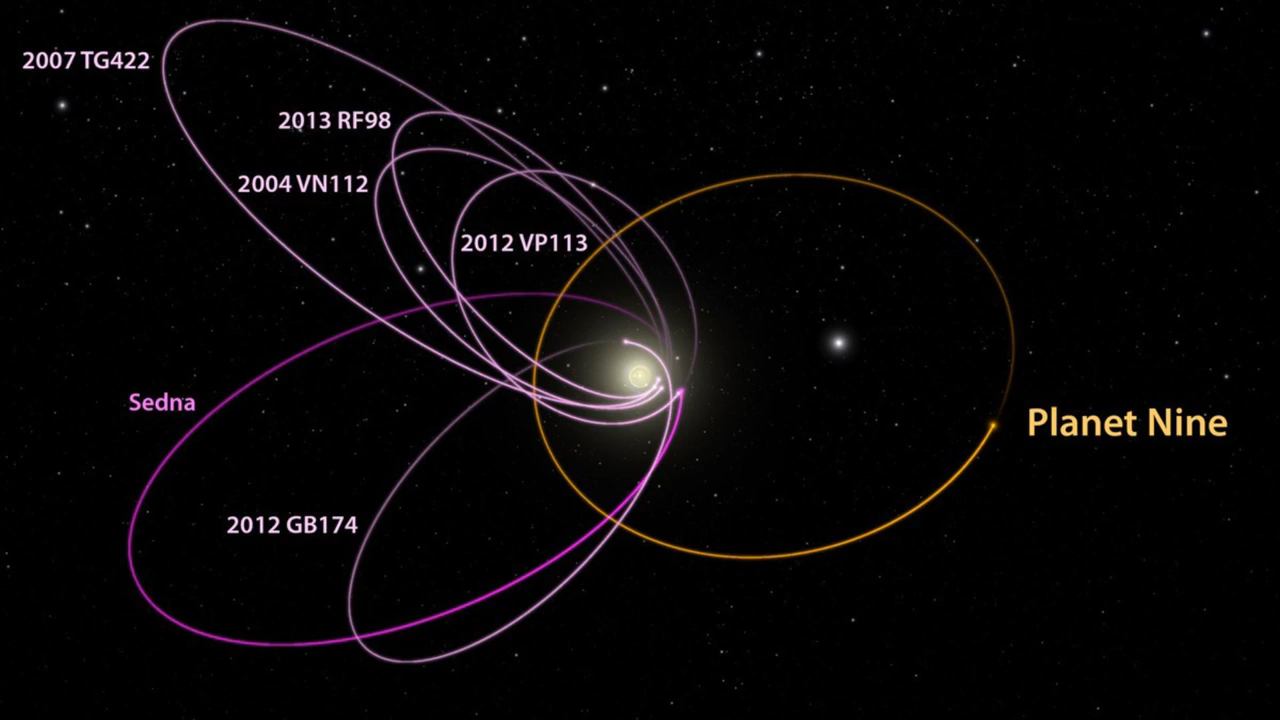 2007 TG422
2013 RF98
2004 VN112
2012 VP113
Sedna
Planet Nine
2012 GB174